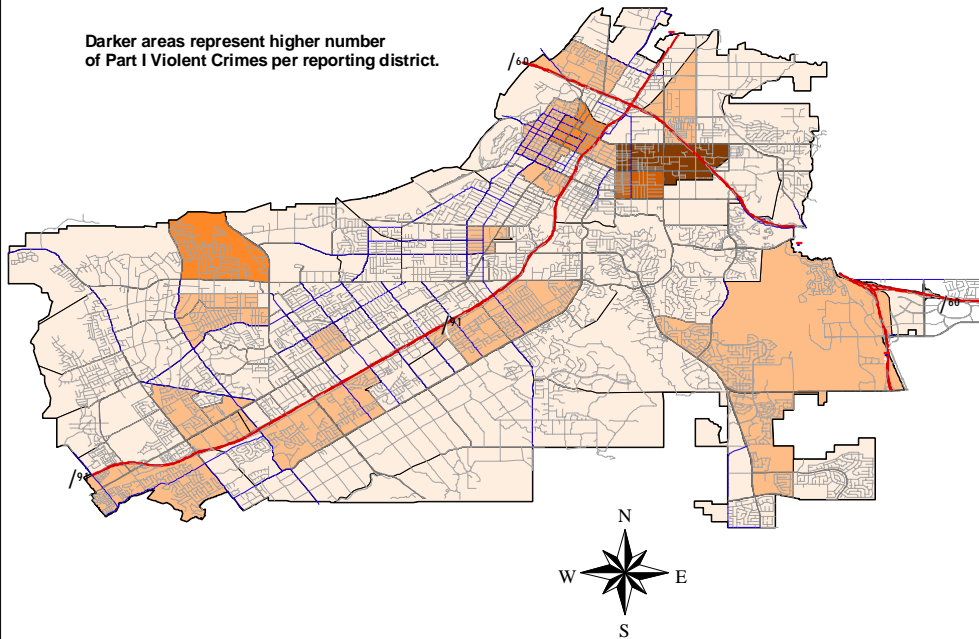 Darker areas represent higher number
of Part I Violent Crimes per reporting district.
/60
/91
/60
/91
N
W E
S